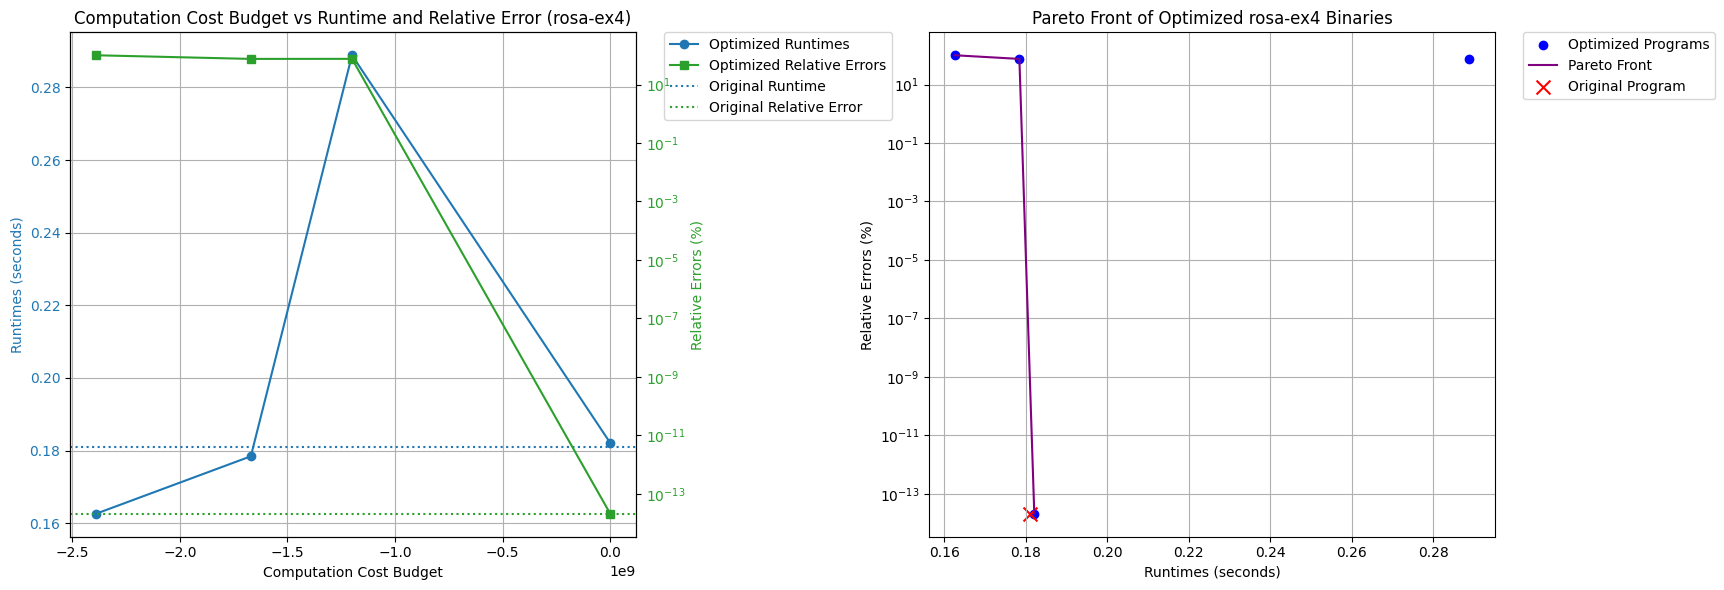 Computation Cost Budget vs Runtime and Relative Error (rosa-ex4)
Optimized Runtimes
Optimized Relative Errors
Original Runtime
Original Relative Error
Runtimes (seconds)
0.28
0.26
0.24
0.22
0.20
0.18
0.16
10¹
10⁻¹
10⁻³
10⁻⁵
10⁻⁷
10⁻⁹
10⁻¹¹
10⁻¹³
Relative Errors (%)
−2.5 −2.0 −1.5 −1.0 −0.5 0.0
1e9
Computation Cost Budget
Pareto Front of Optimized rosa-ex4 Binaries
Optimized Programs
Pareto Front
Original Program
Relative Errors (%)
10¹
10⁻¹
10⁻³
10⁻⁵
10⁻⁷
10⁻⁹
10⁻¹¹
10⁻¹³
0.16 0.18 0.20 0.22 0.24 0.26 0.28
Runtimes (seconds)